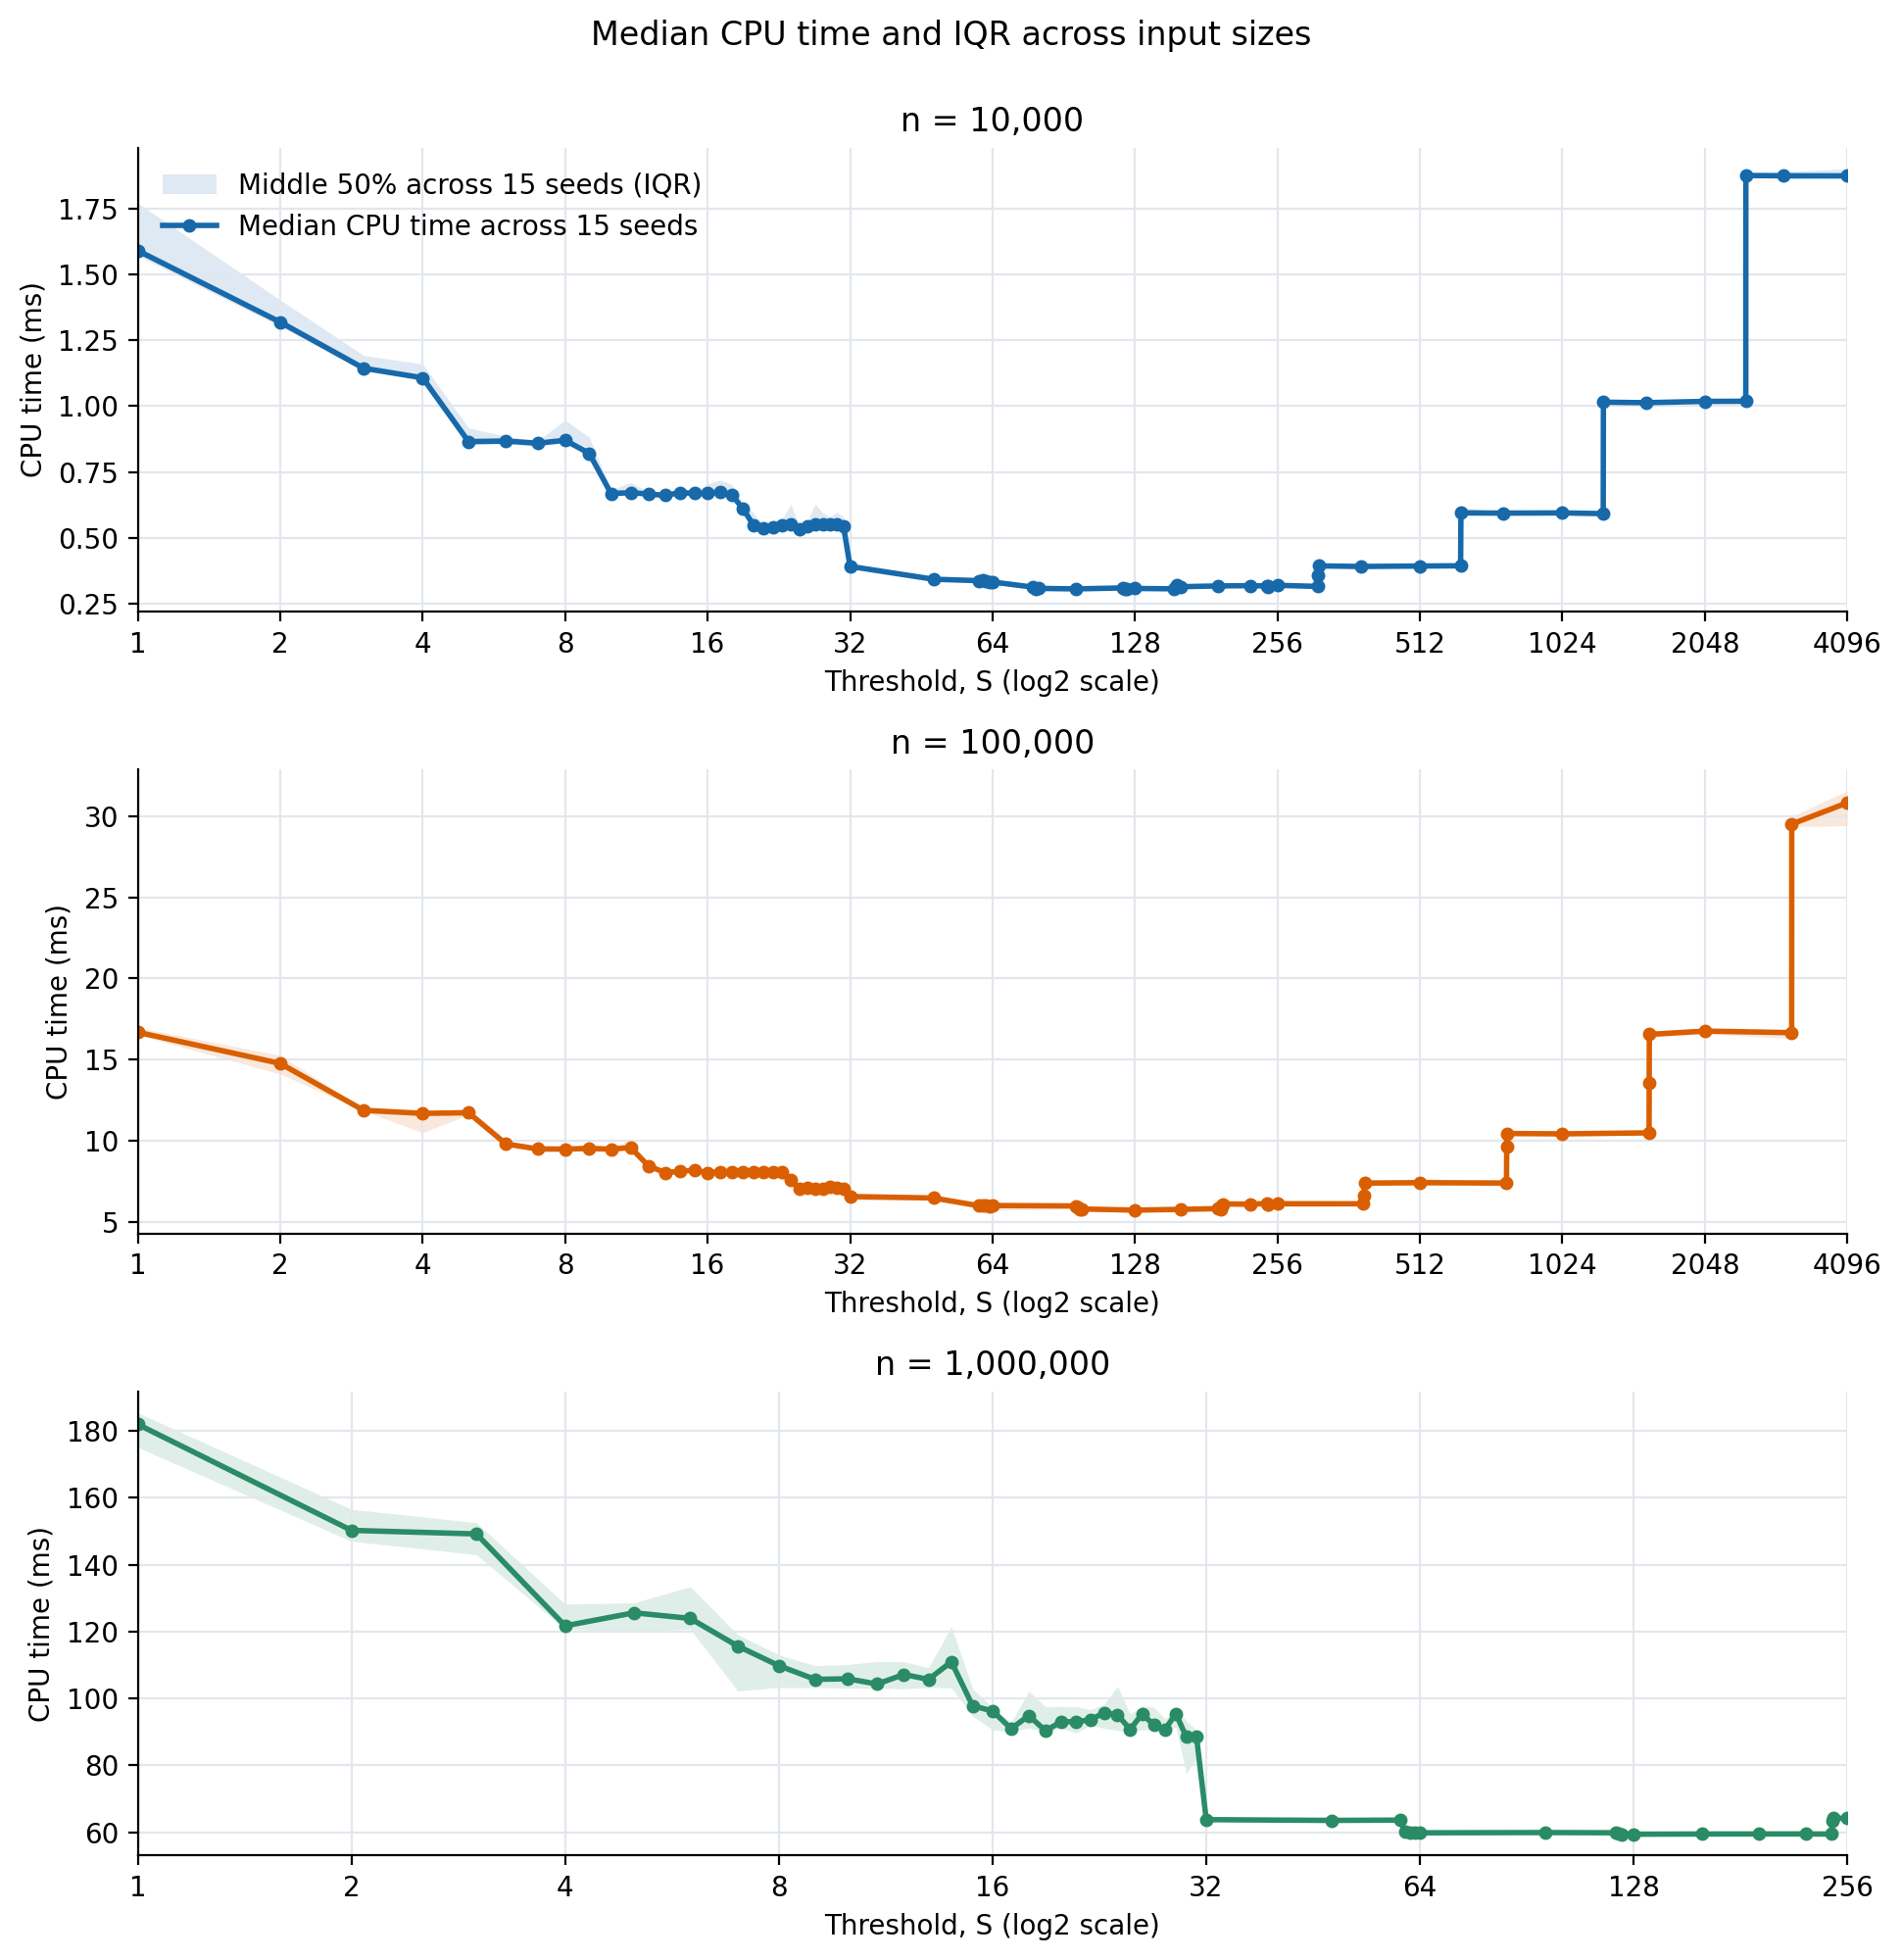 Median CPU time and IQR across input sizes
n = 10,000
Middle 50% across 15 seeds (IQR)
Median CPU time across 15 seeds
CPU time (ms)
1.75
1.50
1.25
1.00
0.75
0.50
0.25
1 2 4 8 16 32 64 128 256 512 1024 2048 4096
Threshold, S (log2 scale)
n = 100,000
CPU time (ms)
30
25
20
15
10
5
1 2 4 8 16 32 64 128 256 512 1024 2048 4096
Threshold, S (log2 scale)
n = 1,000,000
CPU time (ms)
180
160
140
120
100
80
60
1 2 4 8 16 32 64 128 256
Threshold, S (log2 scale)